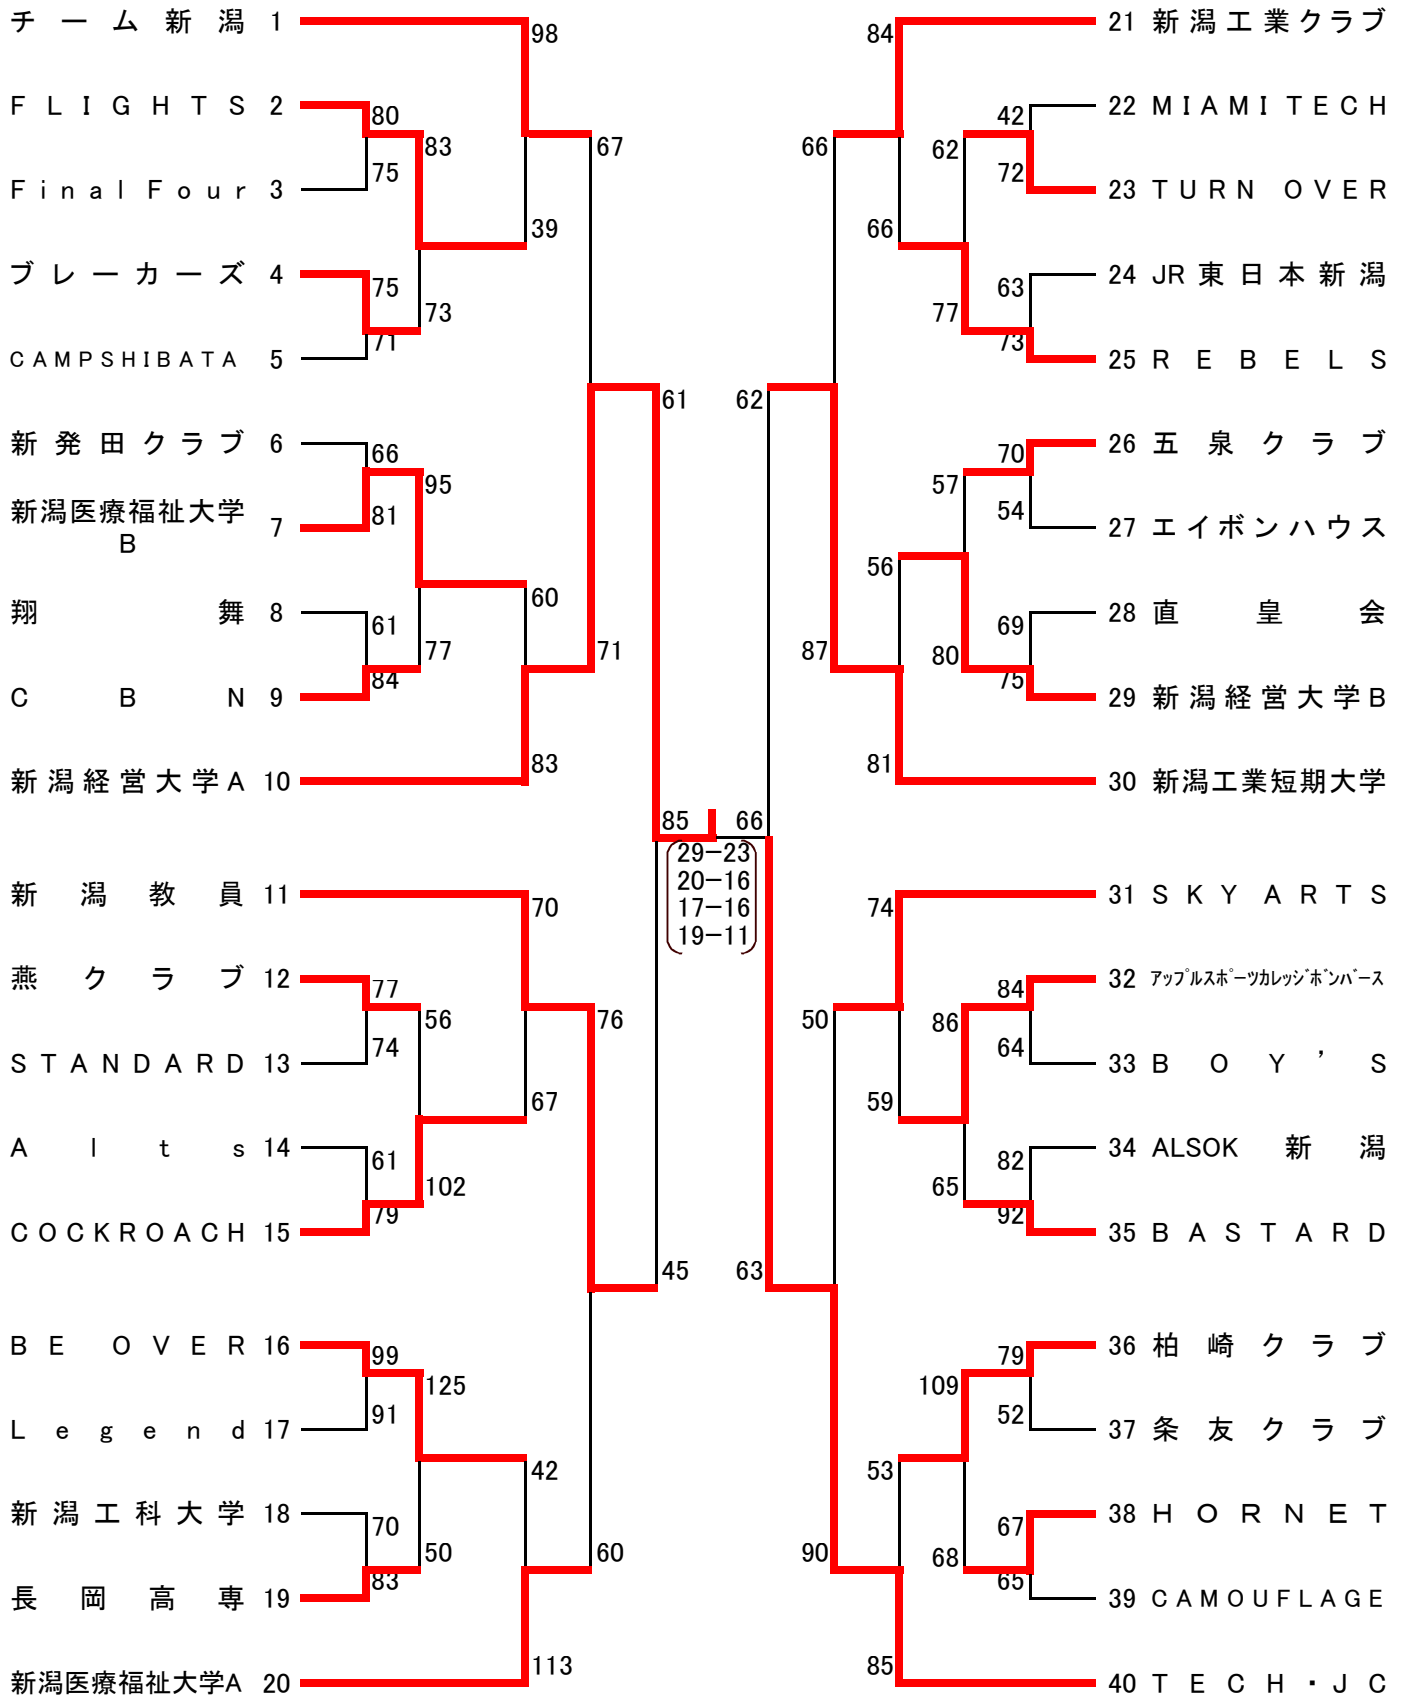 チーム新潟 1
FLIGHTS 2
Final Four 3
ブレーカーズ 4
CAMPSHIBATA 5
新発田クラブ 6
新潟医療福祉大学
B
7
翔舞 8
CBN 9
新潟経営大学A 10
新潟教員 11
燕クラブ 12
STANDARD 13
Alts 14
COCKROACH 15
BE OVER 16
Legend 17
新潟工科大学 18
長岡高専 19
新潟医療福祉大学A 20
80
75
75
71
66
81
61
84
77
74
61
79
99
91
70
83
83
73
95
77
56
102
125
50
98
39
60
83
70
67
42
113
67
71
76
60
61
45
85
66
29-23
20-16
17-16
19-11
62
63
66
87
50
90
84
66
56
81
74
59
53
85
62
77
57
80
86
65
109
68
42
72
63
73
70
54
69
75
84
64
82
92
79
52
67
65
21 新潟工業クラブ
22 MIAMI TECH
23 TURN OVER
24 JR東日本新潟
25 REBELS
26 五泉クラブ
27 エイボンハウス
28 直皇会
29 新潟経営大学B
30 新潟工業短期大学
31 SKY ARTS
32 アップルスポーツカレッジボンバース
33 BOY’S
34 ALSOK 新潟
35 BASTARD
36 柏崎クラブ
37 条友クラブ
38 HORNET
39 CAMOUFLAGE
40 TECH・JC